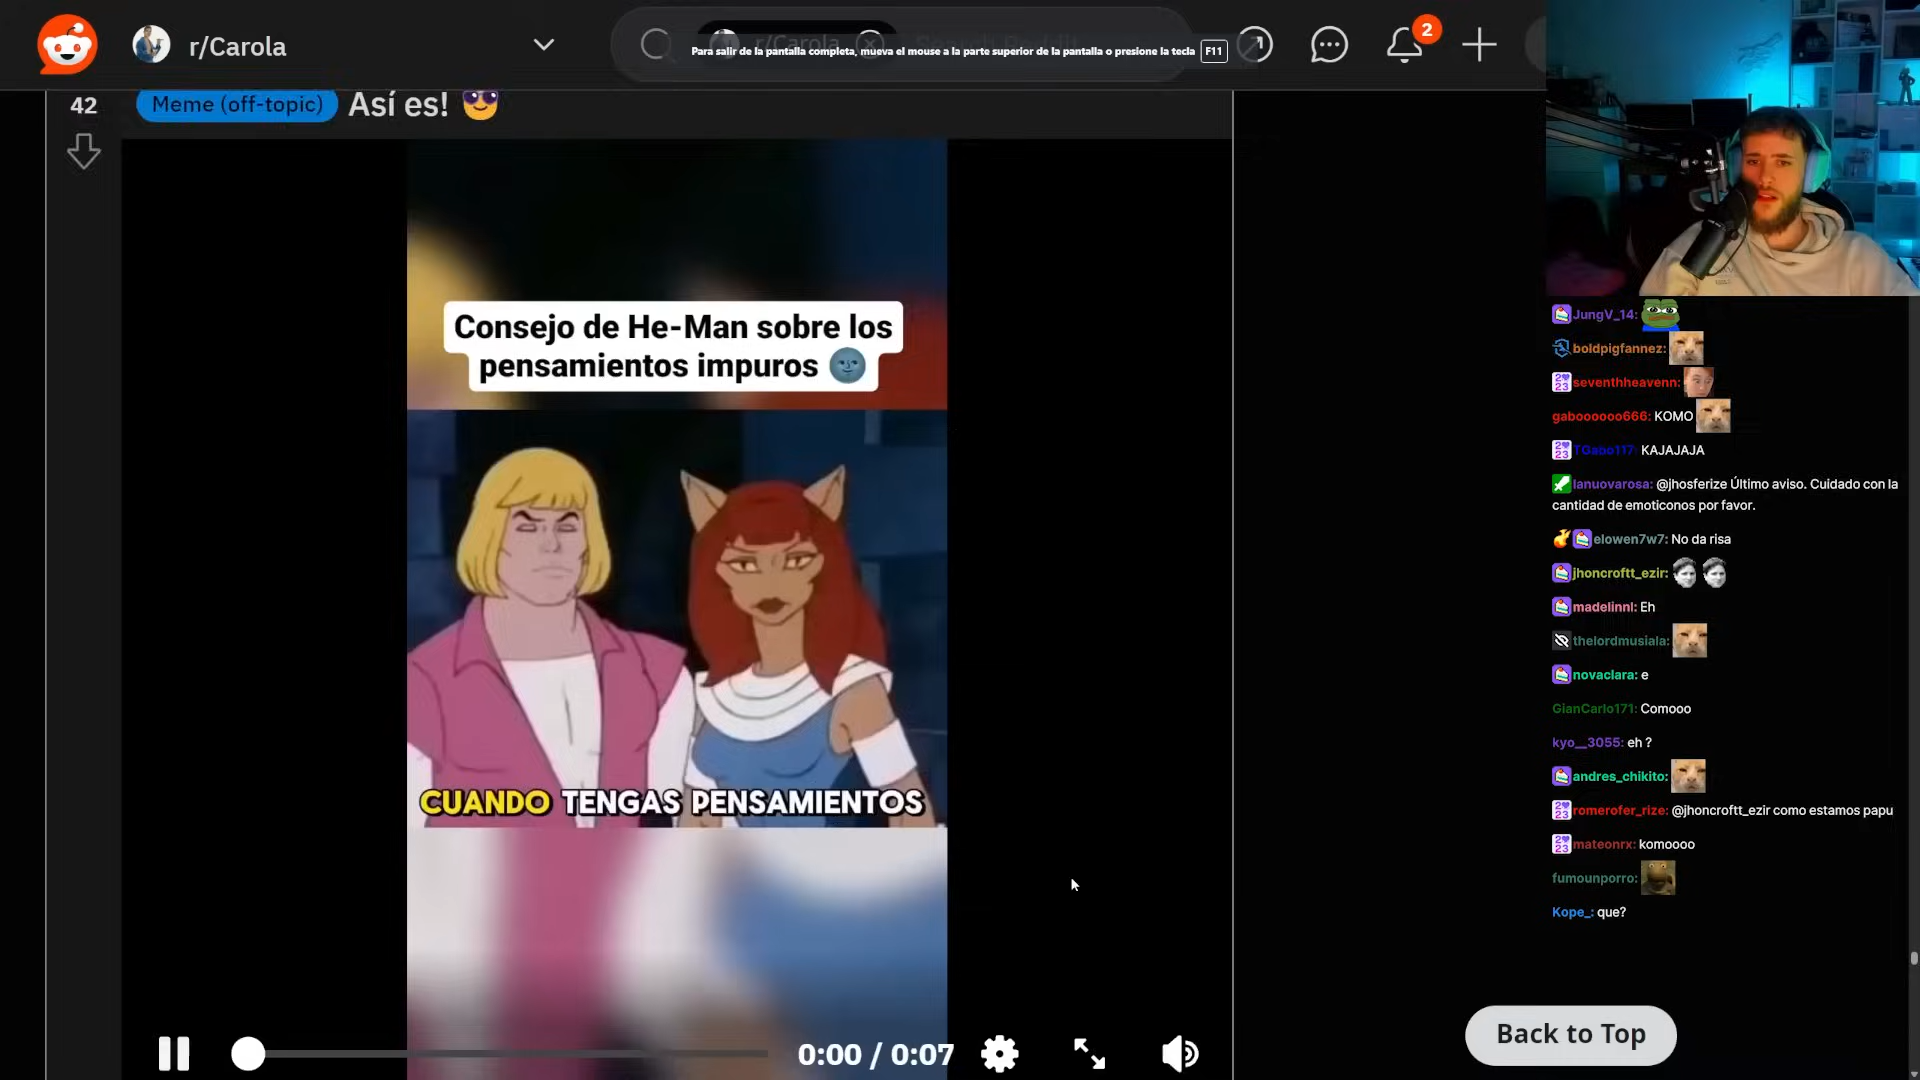 r/Carola
Para salir de la pantalla completa, mueva el mouse a la parte superior de la pantalla o presione la tecla F11
2
42
Meme (off-topic) Así es! 😎
Consejo de He-Man sobre los
pensamientos impuros 🌚
CUANDO TENGAS PENSAMIENTOS
0:00 / 0:07
JungV_14:
boldpigfannez:
seventhheavenn:
gaboooooo666: KOMO
TGabo117: KAJAJAJA
lanuovarosa: @jhosferize Último aviso. Cuidado con la
cantidad de emoticonos por favor.
elowen7w7: No da risa
jhoncroftt_ezir:
madelinnl: Eh
thelordmusiala:
novaclara: e
GianCarlo171: Comooo
kyo__3055: eh ?
andres_chikito:
romerofer_rize: @jhoncroftt_ezir como estamos papu
mateonrx: komoooo
fumounporro:
Kope_: que?
Back to Top